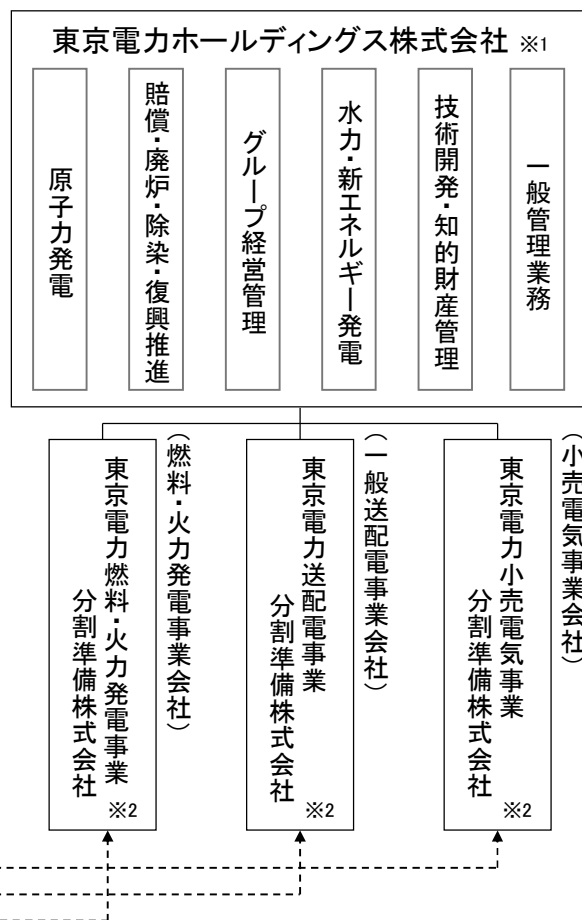 東京電力ホールディングス株式会社 ※1
原子力発電
賠償・廃炉・除染・復興推進
グループ経営管理
水力・新エネルギー発電
技術開発・知的財産管理
一般管理業務
（燃料・火力発電事業会社）
東京電力燃料・火力発電事業
分割準備株式会社
※2
（一般送配電事業会社）
東京電力送配電事業
分割準備株式会社
※2
（小売電気事業会社）
東京電力小売電気事業
分割準備株式会社
※2